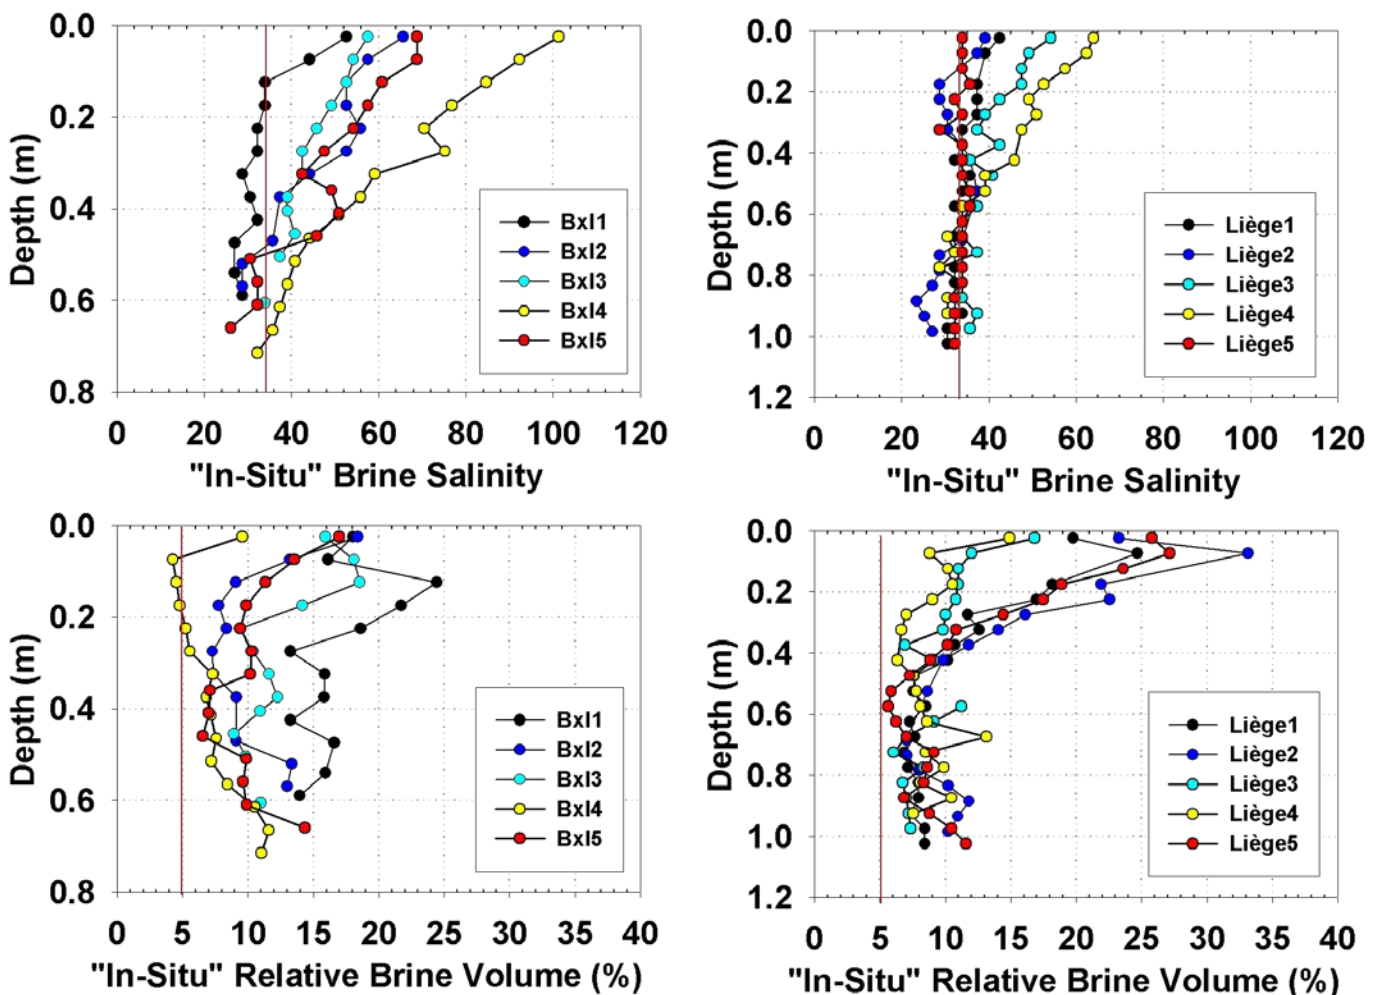 0.0
0.2
0.4
0.6
0.8
Depth (m)
0 20 40 60 80 100 120
"In-Situ" Brine Salinity
Bxl1
Bxl2
Bxl3
Bxl4
Bxl5
0.0
0.2
0.4
0.6
0.8
1.0
1.2
Depth (m)
0 20 40 60 80 100 120
"In-Situ" Brine Salinity
Liège1
Liège2
Liège3
Liège4
Liège5
0.0
0.2
0.4
0.6
0.8
Depth (m)
0 5 10 15 20 25 30 35 40
"In-Situ" Relative Brine Volume (%)
Bxl1
Bxl2
Bxl3
Bxl4
Bxl5
0.0
0.2
0.4
0.6
0.8
1.0
1.2
Depth (m)
0 5 10 15 20 25 30 35 40
"In-Situ" Relative Brine Volume (%)
Liège1
Liège2
Liège3
Liège4
Liège5